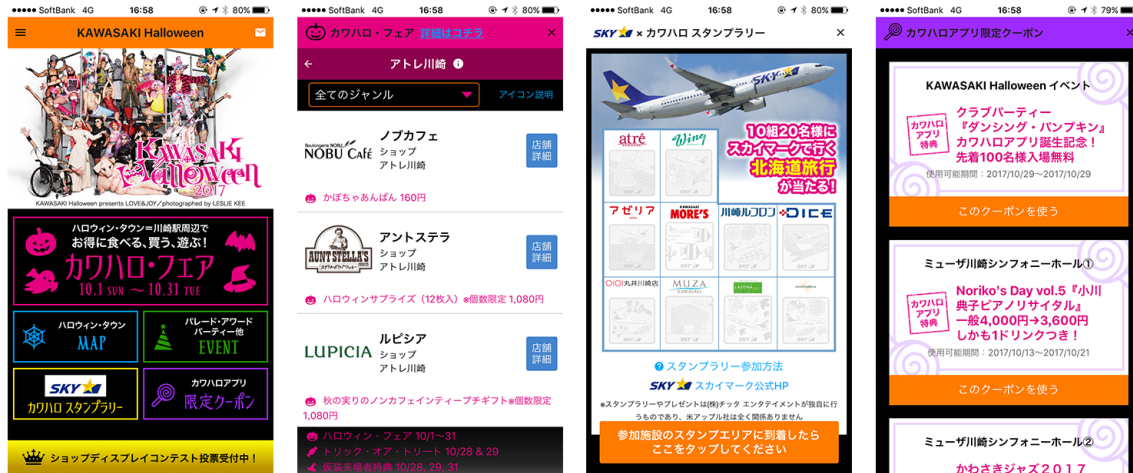 SoftBank 4G 16:58 80%
KAWASAKI Halloween
KAWASAKI
Halloween
2017
KAWASAKI Halloween presents LOVE&JOY／photographed by LESLIE KEE
ハロウィン・タウン＝川崎駅周辺で
お得に食べる、買う、遊ぶ！
カワハロ・フェア
10.1 SUN 〜 10.31 TUE
ハロウィン・タウン
MAP
パレード・アワード
パーティー他
EVENT
SKY
カワハロ スタンプラリー
カワハロアプリ
限定クーポン
ショップディスプレイコンテスト投票受付中！
SoftBank 4G 16:58 80%
カワハロ・フェア 詳細はコチラ
アトレ川崎
全てのジャンル
アイコン説明
Boulangerie NOBU
NOBU Café
ノブカフェ
ショップ
アトレ川崎
店舗
詳細
かぼちゃあんぱん 160円
AUNT STELLA'S
アントステラ
ショップ
アトレ川崎
店舗
詳細
ハロウィンサプライズ（12枚入）※個数限定 1,080円
LUPICIA
ルピシア
ショップ
アトレ川崎
店舗
詳細
秋の実りのノンカフェインティープチギフト※個数限定
1,080円
ハロウィン・フェア 10/1〜31
トリック・オア・トリート 10/28 & 29
仮装来場者特典 10/28, 29, 31
SoftBank 4G 16:58 80%
SKY × カワハロ スタンプラリー
SKY
10組20名様に
スカイマークで行く
北海道旅行
が当たる！
atré
Wing
アゼリア
KAWASAKI
MORE'S
川崎ルフロン
DICE
OIOI丸井川崎店
MUZA
LAZONA
スタンプラリー参加方法
SKY スカイマーク公式HP
※スタンプラリーやプレゼントは(株)チッタ エンタテイメントが独自に行
うものであり、米アップル社は全く関係ありません
参加施設のスタンプエリアに到着したら
ここをタップしてください
SoftBank 4G 16:58 79%
カワハロアプリ限定クーポン
KAWASAKI Halloween イベント
カワハロ
アプリ
特典
クラブパーティー
『ダンシング・パンプキン』
カワハロアプリ誕生記念！
先着100名様入場無料
使用可能期間：2017/10/29〜2017/10/29
このクーポンを使う
ミューザ川崎シンフォニーホール①
カワハロ
アプリ
特典
Noriko's Day vol.5『小川
典子ピアノリサイタル』
一般4,000円→3,600円
しかも1ドリンクつき！
使用可能期間：2017/10/13〜2017/10/21
このクーポンを使う
ミューザ川崎シンフォニーホール②
かわさきジャズ２０１７